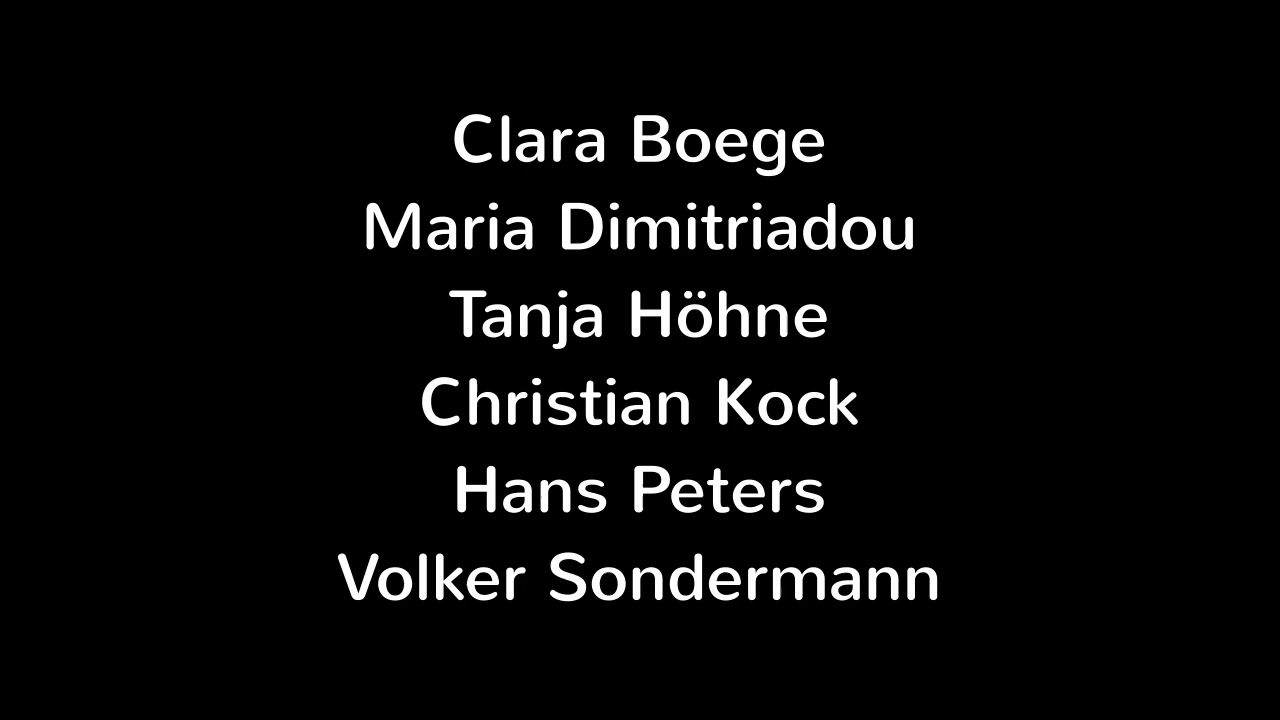 Clara Boege
Maria Dimitriadou
Tanja Höhne
Christian Kock
Hans Peters
Volker Sondermann